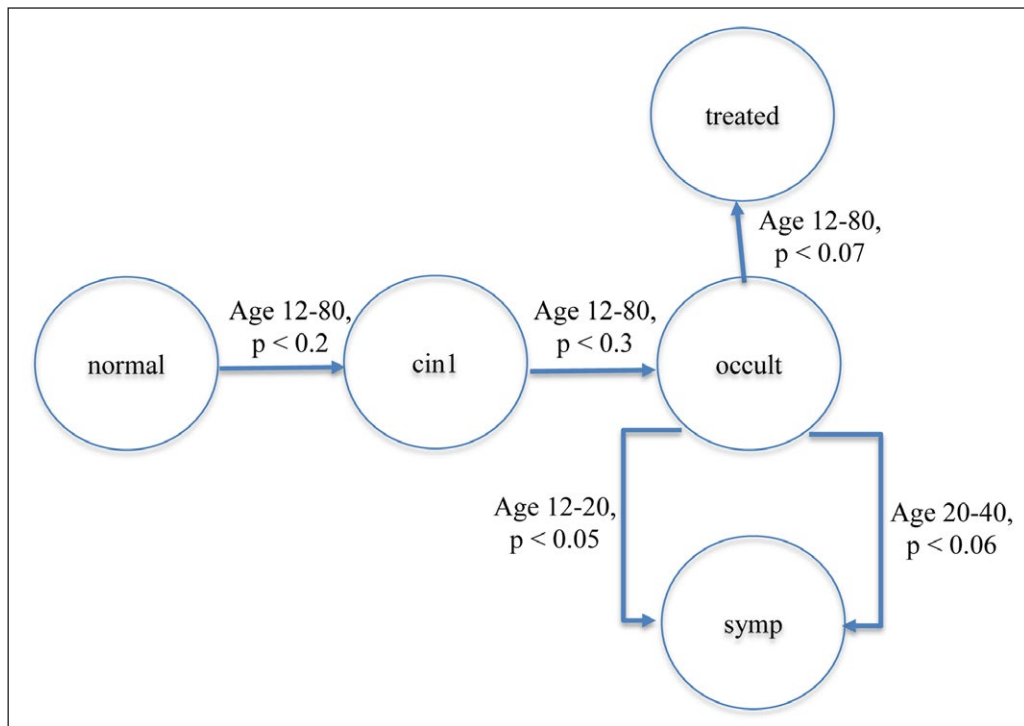 treated
Age 12-80,
p < 0.07
Age 12-80,
p < 0.2
Age 12-80,
p < 0.3
normal
cin1
occult
Age 12-20,
p < 0.05
Age 20-40,
p < 0.06
symp